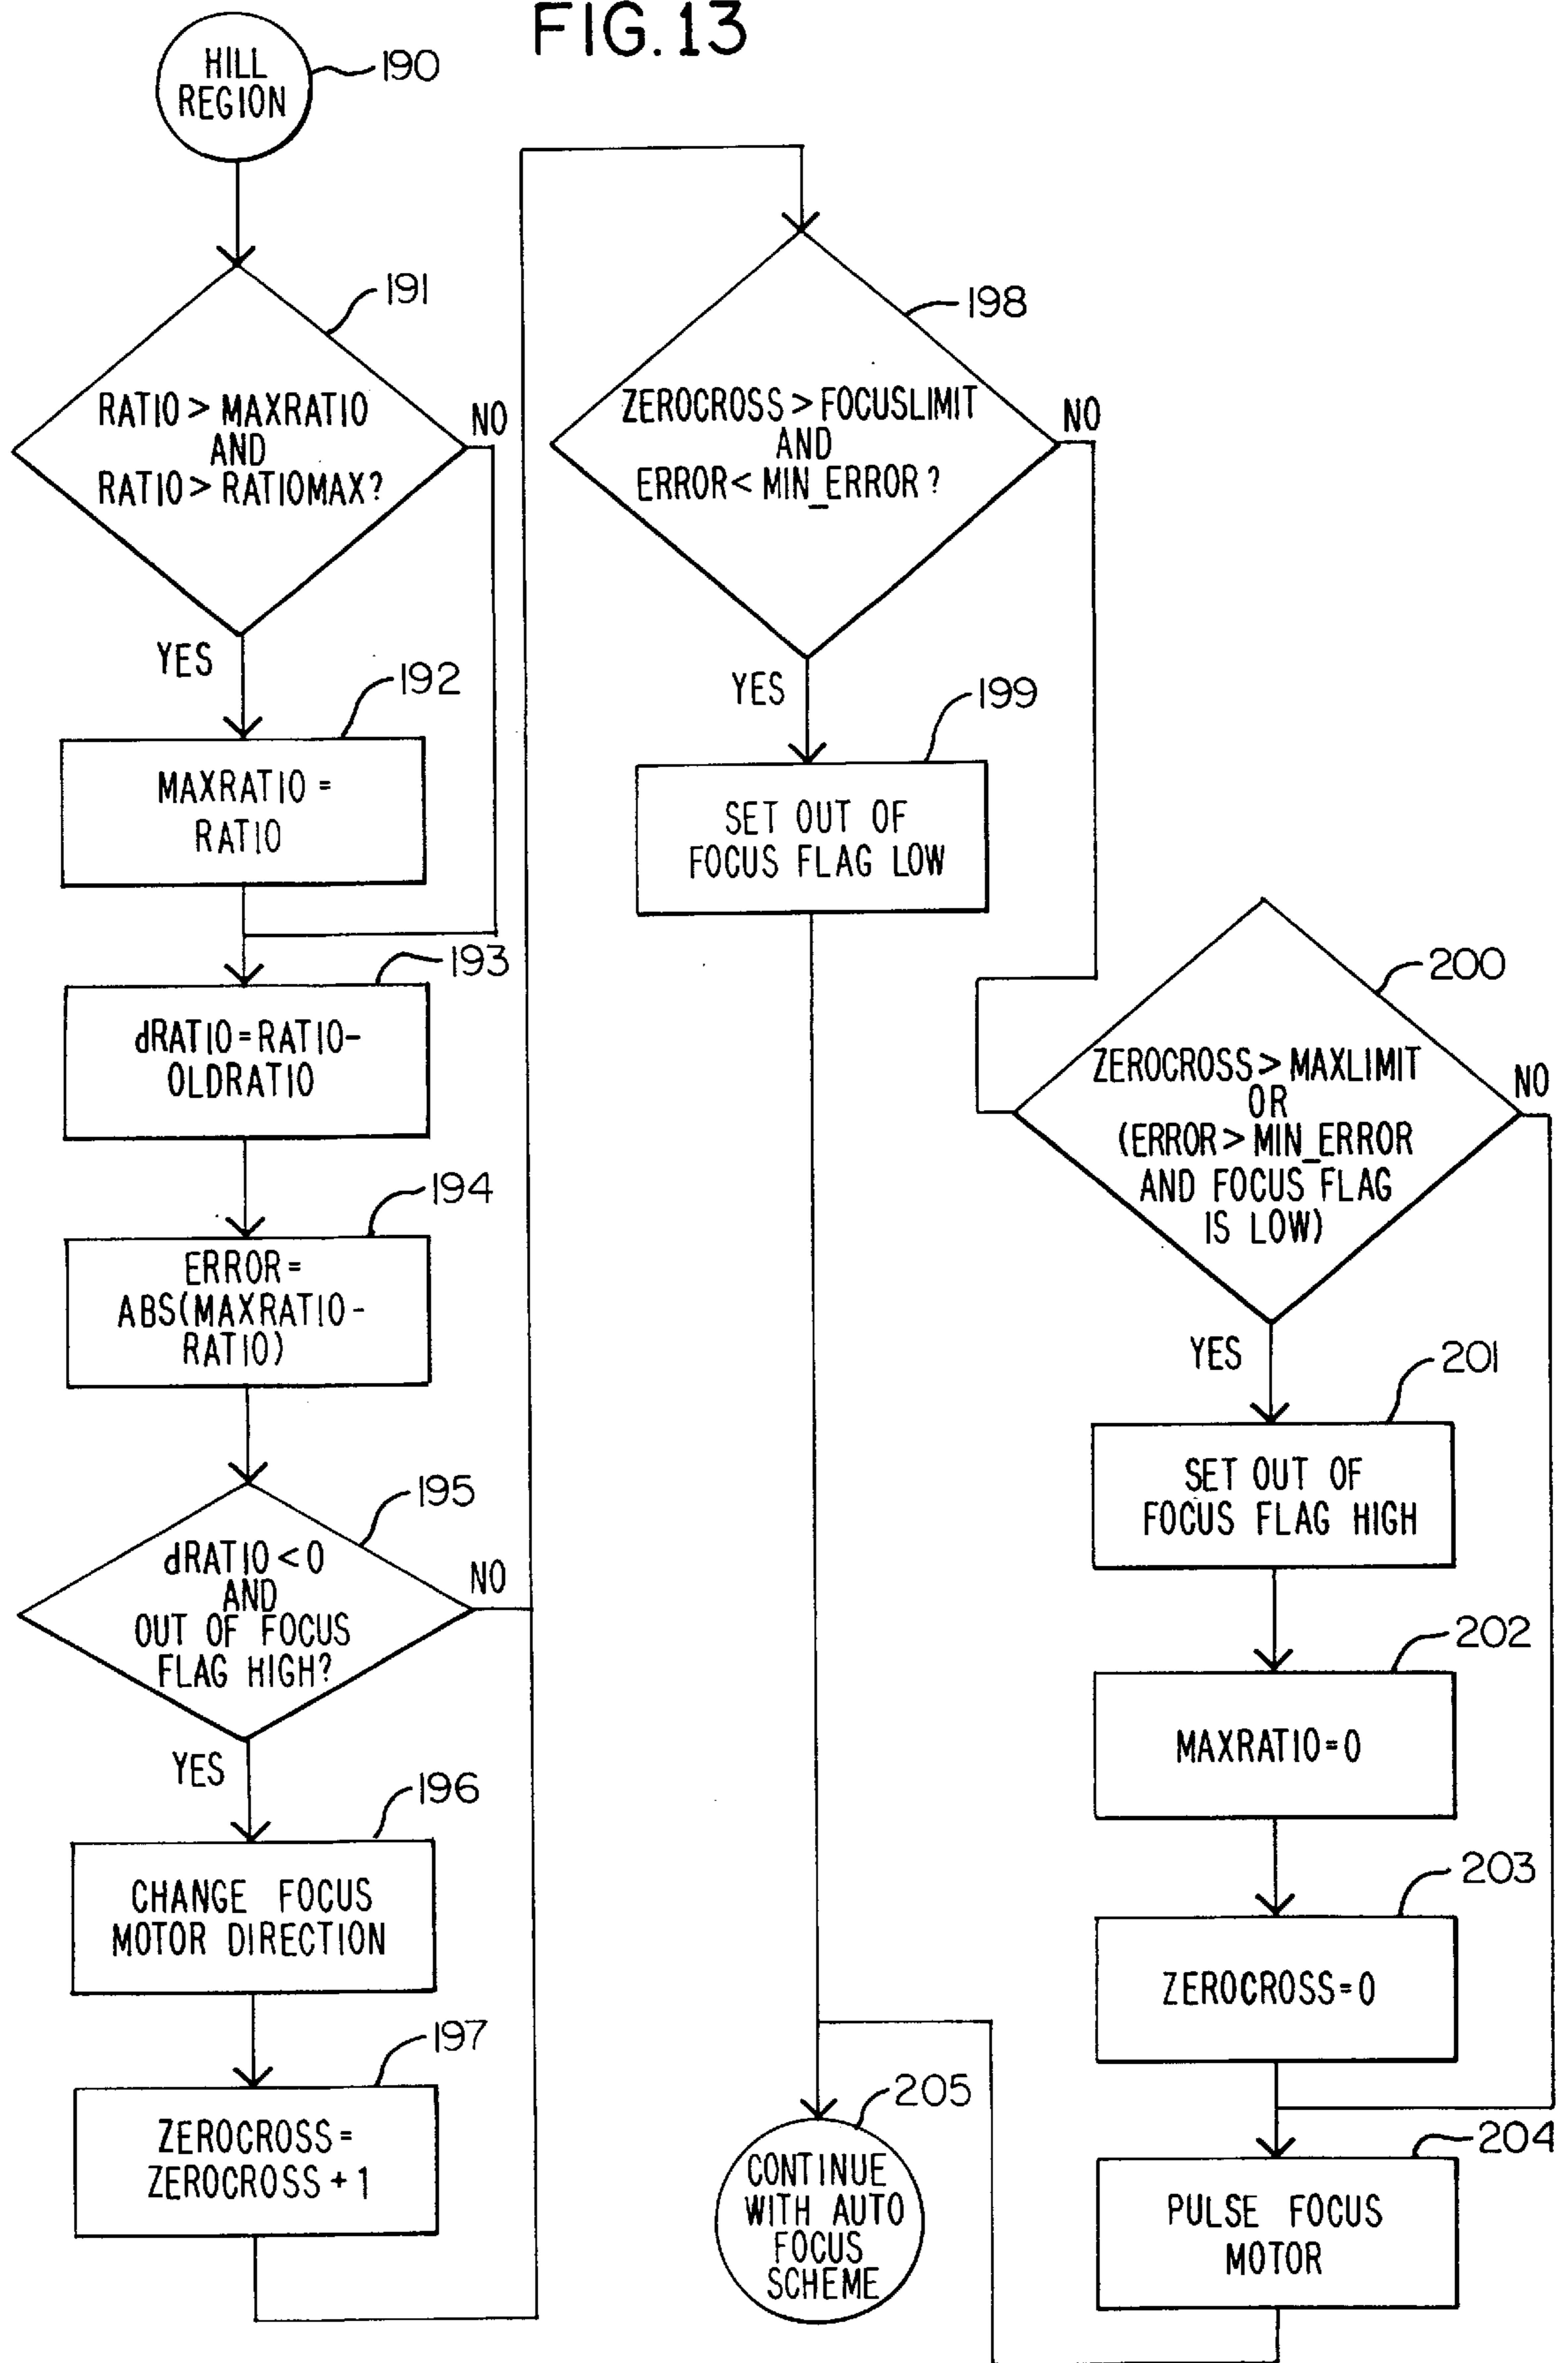 FIG. 13
HILL
REGION
190
191
RATIO > MAXRATIO
AND
RATIO > RATIOMAX?
NO
YES
192
MAXRATIO =
RATIO
193
dRATIO = RATIO-
OLDRATIO
194
ERROR =
ABS(MAXRATIO-
RATIO)
195
dRATIO < 0
AND
OUT OF FOCUS
FLAG HIGH?
NO
YES
196
CHANGE FOCUS
MOTOR DIRECTION
197
ZEROCROSS =
ZEROCROSS + 1
198
ZEROCROSS > FOCUSLIMIT
AND
ERROR < MIN_ERROR ?
NO
YES
199
SET OUT OF
FOCUS FLAG LOW
200
ZEROCROSS > MAXLIMIT
OR
(ERROR > MIN_ERROR
AND FOCUS FLAG
IS LOW)
NO
YES
201
SET OUT OF
FOCUS FLAG HIGH
202
MAXRATIO = 0
203
ZEROCROSS = 0
204
PULSE FOCUS
MOTOR
205
CONTINUE
WITH AUTO
FOCUS
SCHEME